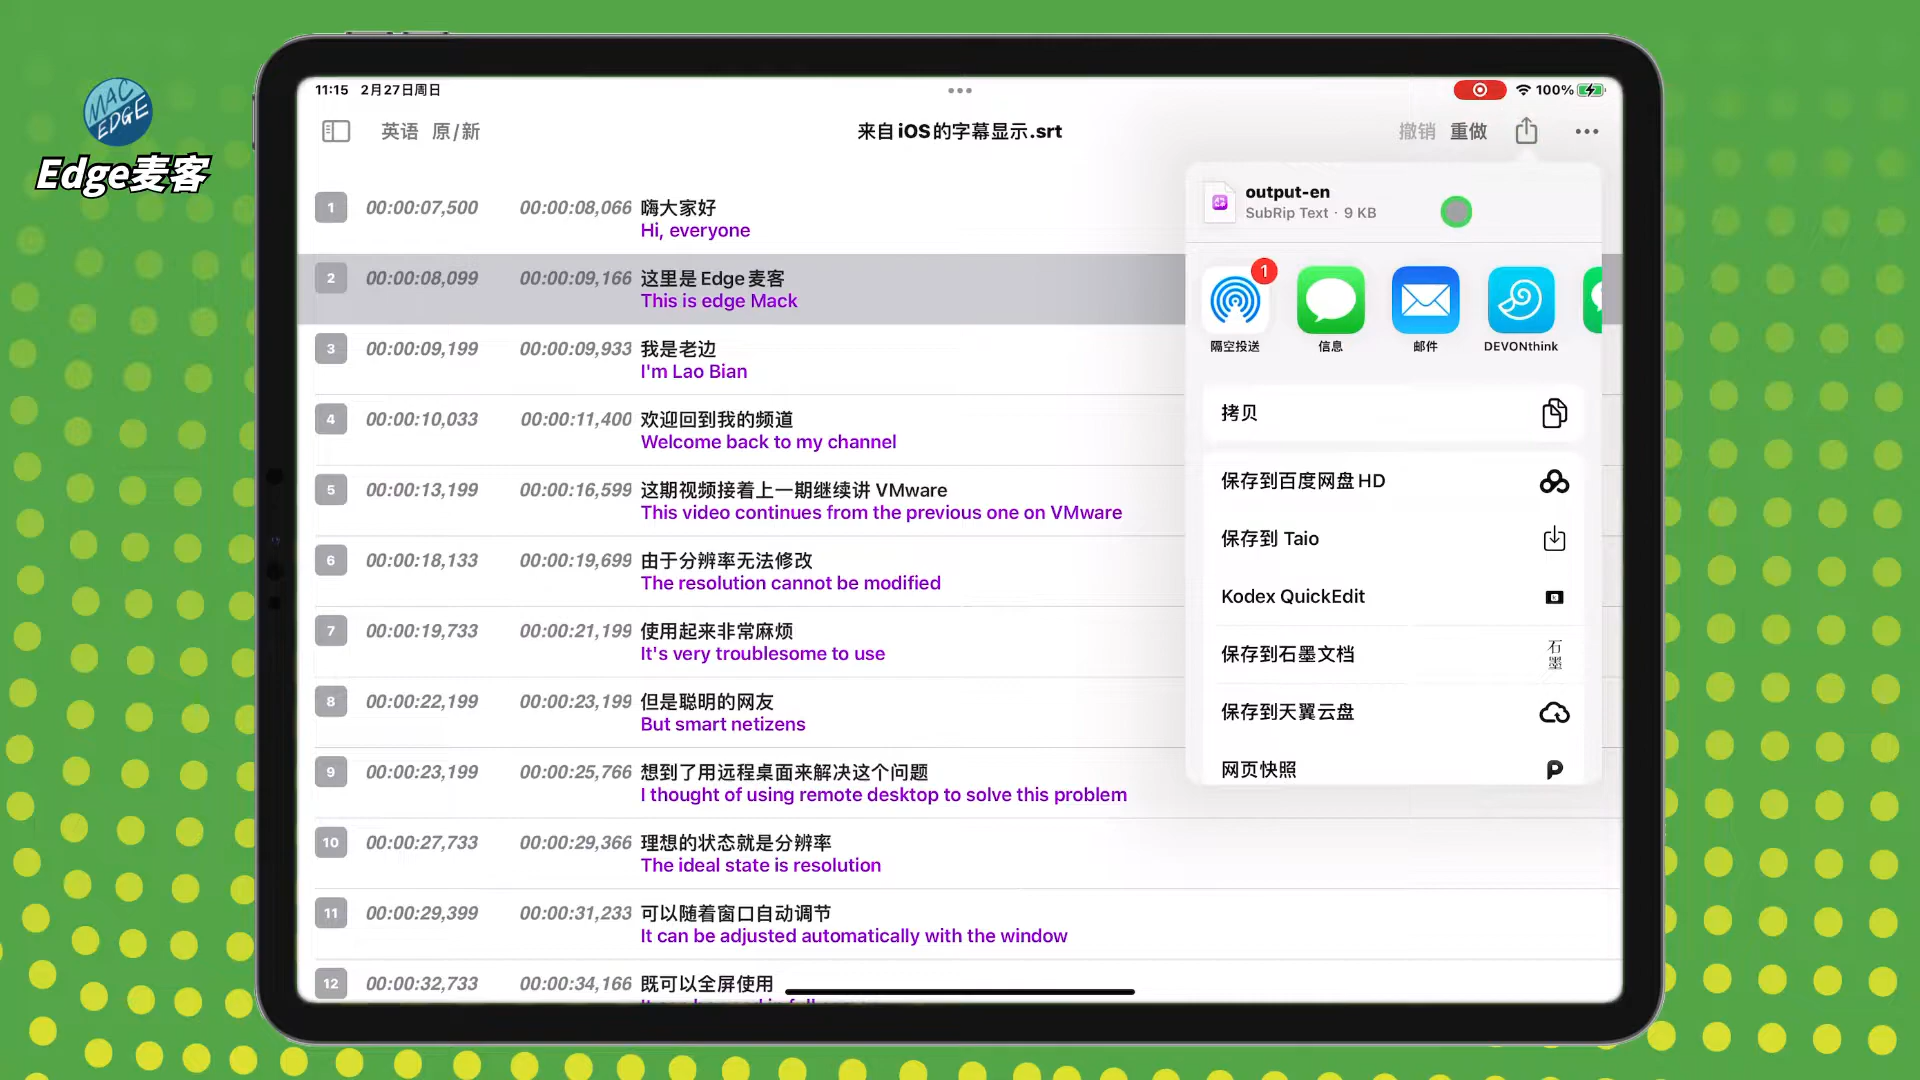 MAC EDGE
Edge麦客
11:15 2月27日周日
100%
英语 原/新
来自iOS的字幕显示.srt
撤销 重做
1 00:00:07,500 00:00:08,066 嗨大家好
Hi, everyone
2 00:00:08,099 00:00:09,166 这里是Edge麦客
This is edge Mack
3 00:00:09,199 00:00:09,933 我是老边
I'm Lao Bian
4 00:00:10,033 00:00:11,400 欢迎回到我的频道
Welcome back to my channel
5 00:00:13,199 00:00:16,599 这期视频接着上一期继续讲 VMware
This video continues from the previous one on VMware
6 00:00:18,133 00:00:19,699 由于分辨率无法修改
The resolution cannot be modified
7 00:00:19,733 00:00:21,199 使用起来非常麻烦
It's very troublesome to use
8 00:00:22,199 00:00:23,199 但是聪明的网友
But smart netizens
9 00:00:23,199 00:00:25,766 想到了用远程桌面来解决这个问题
I thought of using remote desktop to solve this problem
10 00:00:27,733 00:00:29,366 理想的状态就是分辨率
The ideal state is resolution
11 00:00:29,399 00:00:31,233 可以随着窗口自动调节
It can be adjusted automatically with the window
12 00:00:32,733 00:00:34,166 既可以全屏使用
output-en
SubRip Text · 9 KB
1
隔空投送
信息
邮件
DEVONthink
拷贝
保存到百度网盘HD
保存到 Taio
Kodex QuickEdit
保存到石墨文档
石墨
保存到天翼云盘
网页快照